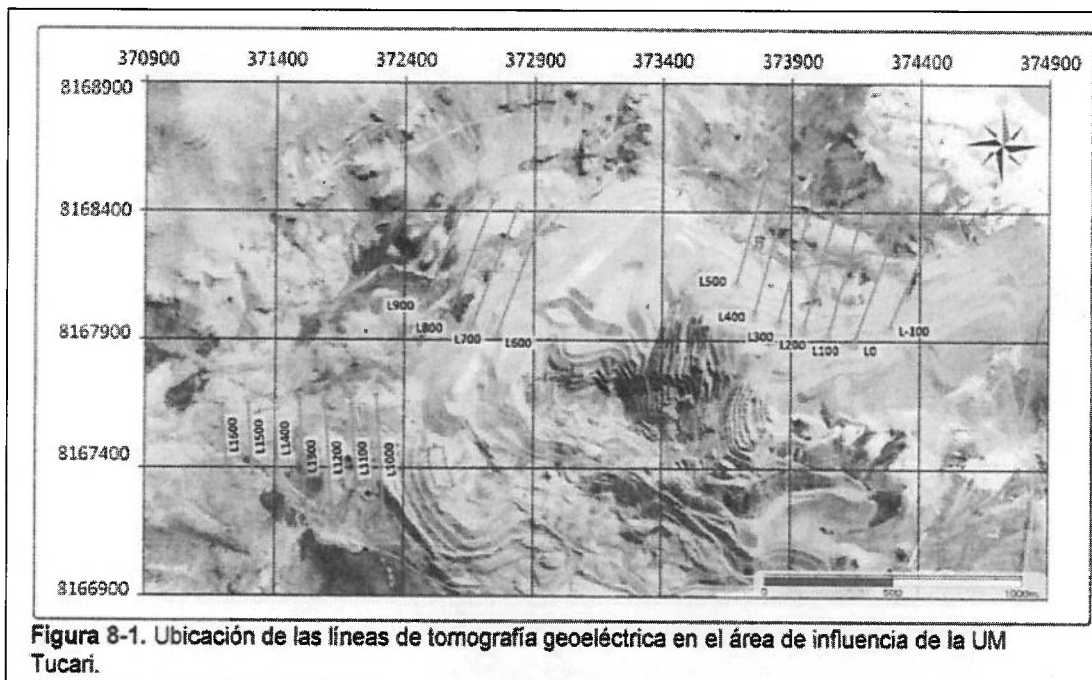 370900 371400 372400 372900 373400 373900 374400 374900
8168900
8168400
8167900
8167400
8166900
L900
L800
L700
L600
L500
L400
L300
L200
L100
L0
L-100
L1600
L1500
L1400
L1300
L1200
L1100
L1000
0 500 1000m
Figura 8-1. Ubicación de las líneas de tomografía geoeléctrica en el área de influencia de la UM
Tucari.